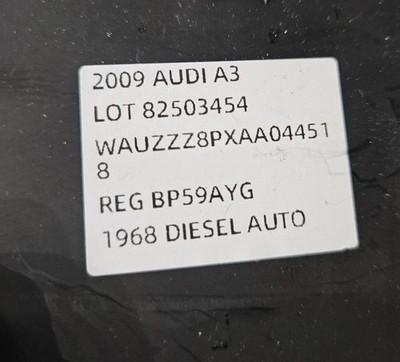 2009 AUDI A3
LOT 82503454
WAUZZZ8PXAA04451
8
REG BP59AYG
1968 DIESEL AUTO